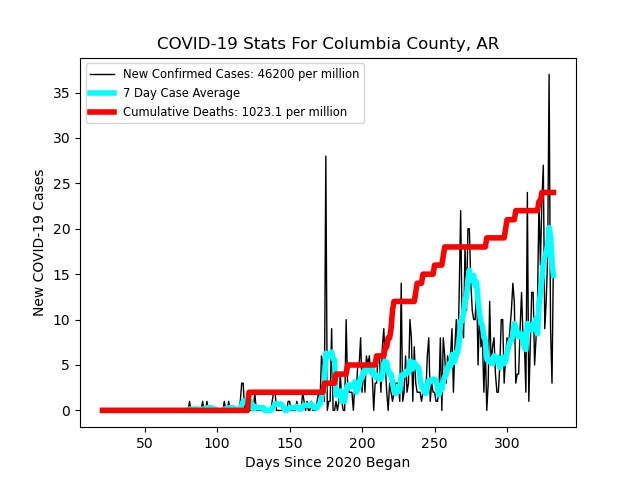 COVID-19 Stats For Columbia County, AR
New Confirmed Cases: 46200 per million
7 Day Case Average
Cumulative Deaths: 1023.1 per million
New COVID-19 Cases
35
30
25
20
15
10
5
0
50 100 150 200 250 300
Days Since 2020 Began